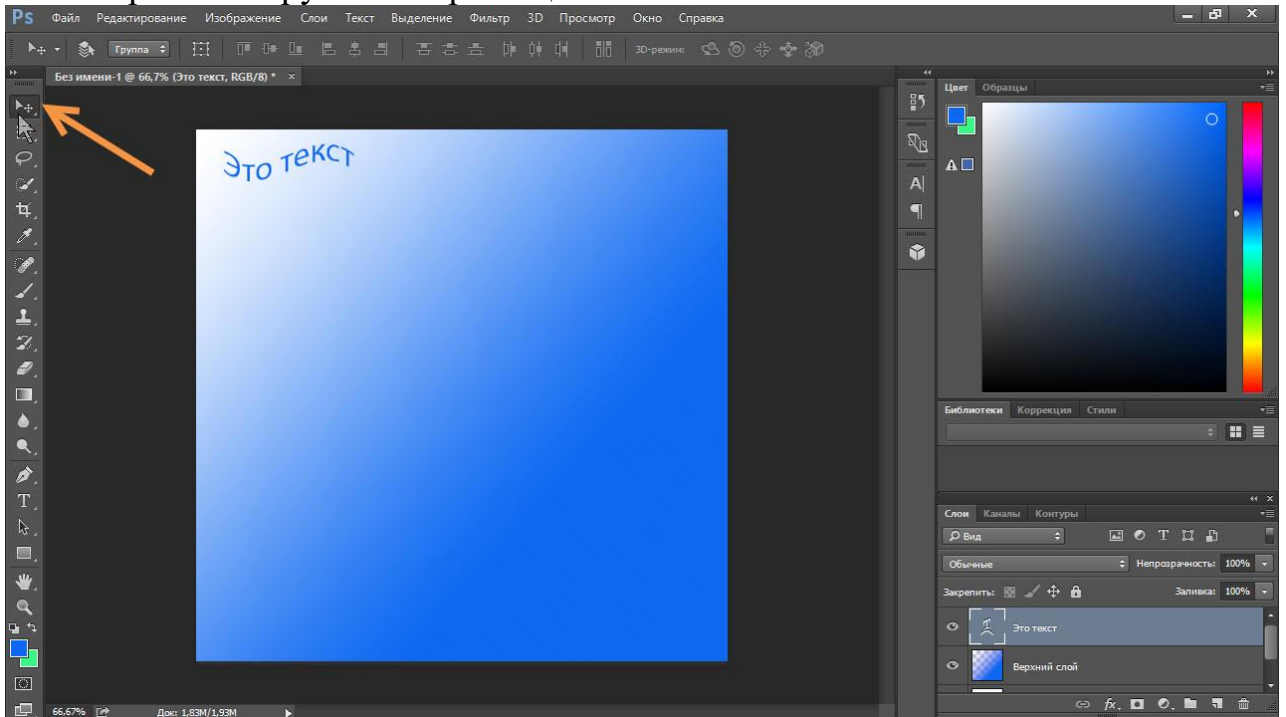 Ps Файл Редактирование Изображение Слои Текст Выделение Фильтр 3D Просмотр Окно Справка
Группа 3D-режим:
Без имени-1 @ 66,7% (Это текст, RGB/8) * ×
Цвет Образцы
Это текст
Библиотеки Коррекция Стили
Слои Каналы Контуры
Вид
Обычные Непрозрачность: 100%
Закрепить: Заливка: 100%
Это текст
Верхний слой
fx
66,67% Док: 1,83M/1,93M